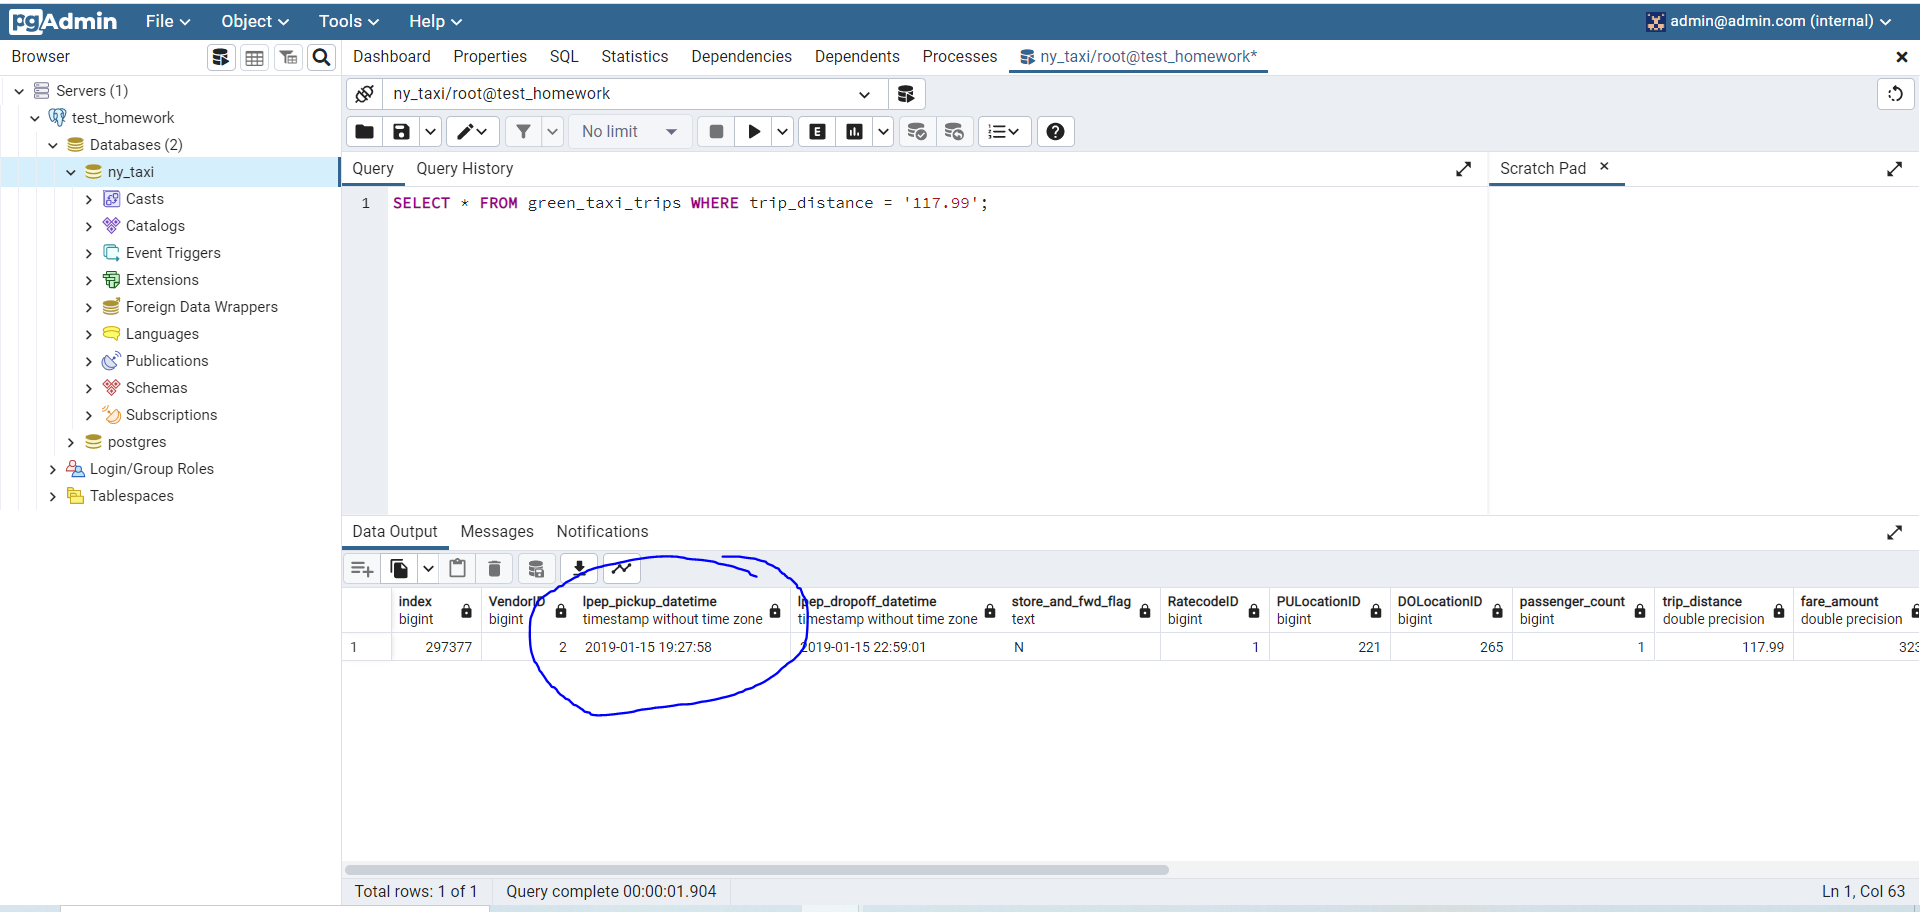 pgAdmin File Object Tools Help admin@admin.com (internal)
Browser
Dashboard Properties SQL Statistics Dependencies Dependents Processes ny_taxi/root@test_homework*
Servers (1)
test_homework
Databases (2)
ny_taxi
Casts
Catalogs
Event Triggers
Extensions
Foreign Data Wrappers
Languages
Publications
Schemas
Subscriptions
postgres
Login/Group Roles
Tablespaces
ny_taxi/root@test_homework
No limit
E
Query Query History
Scratch Pad
1 SELECT * FROM green_taxi_trips WHERE trip_distance = '117.99';
Data Output Messages Notifications
index VendorID lpep_pickup_datetime lpep_dropoff_datetime store_and_fwd_flag RatecodeID PULocationID DOLocationID passenger_count trip_distance fare_amount
bigint bigint timestamp without time zone timestamp without time zone text bigint bigint bigint bigint double precision double precision
1 297377 2 2019-01-15 19:27:58 2019-01-15 22:59:01 N 1 221 265 1 117.99 323
Total rows: 1 of 1 Query complete 00:00:01.904 Ln 1, Col 63